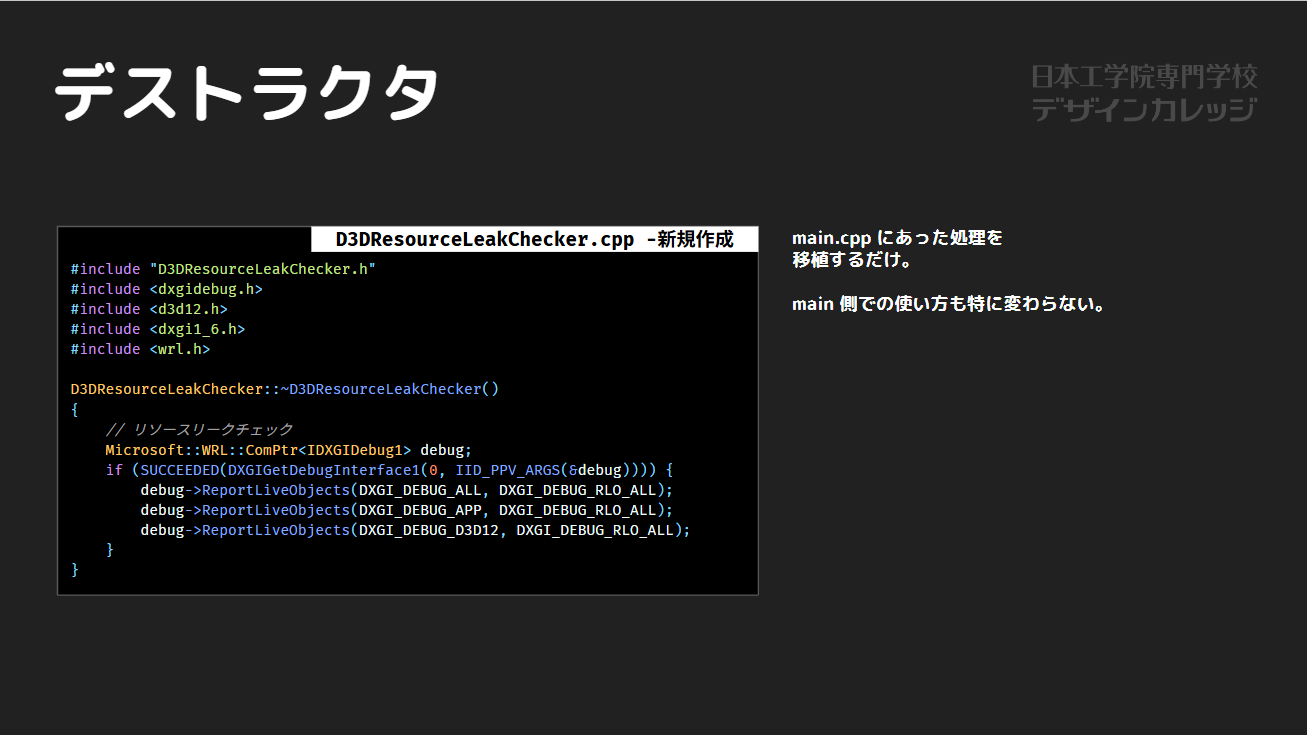 デストラクタ
日本工学院専門学校
デザインカレッジ
D3DResourceLeakChecker.cpp -新規作成
#include "D3DResourceLeakChecker.h"
#include <dxgidebug.h>
#include <d3d12.h>
#include <dxgi1_6.h>
#include <wrl.h>
D3DResourceLeakChecker::~D3DResourceLeakChecker()
{
    // リソースリークチェック
    Microsoft::WRL::ComPtr<IDXGIDebug1> debug;
    if (SUCCEEDED(DXGIGetDebugInterface1(0, IID_PPV_ARGS(&debug)))) {
        debug->ReportLiveObjects(DXGI_DEBUG_ALL, DXGI_DEBUG_RLO_ALL);
        debug->ReportLiveObjects(DXGI_DEBUG_APP, DXGI_DEBUG_RLO_ALL);
        debug->ReportLiveObjects(DXGI_DEBUG_D3D12, DXGI_DEBUG_RLO_ALL);
    }
}
main.cpp にあった処理を
移植するだけ。
main 側での使い方も特に変わらない。